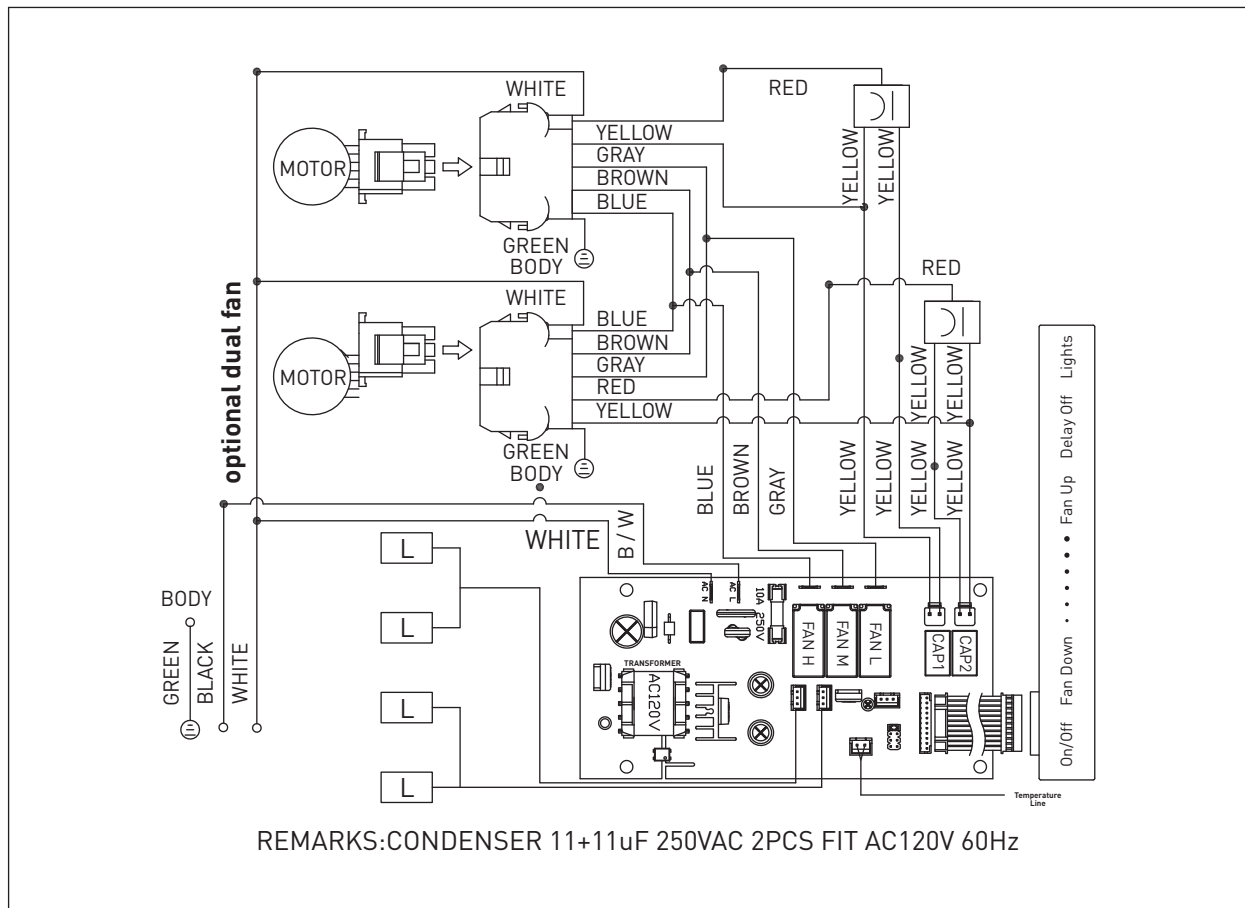 WHITE
RED
YELLOW
GRAY
BROWN
BLUE
MOTOR
YELLOW
YELLOW
GREEN
BODY
optional dual fan
WHITE
RED
BLUE
BROWN
GRAY
RED
YELLOW
MOTOR
YELLOW
YELLOW
GREEN
BODY
BLUE
BROWN
GRAY
YELLOW
YELLOW
YELLOW
YELLOW
WHITE
B / W
L
L
L
L
BODY
GREEN
BLACK
WHITE
AC N
AC L
10A 250V
FAN H
FAN M
FAN L
CAP1
CAP2
TRANSFORMER
AC120V
On/Off Fan Down • • • • • • Fan Up Delay Off Lights
Temperature
Line
REMARKS:CONDENSER 11+11uF 250VAC 2PCS FIT AC120V 60Hz